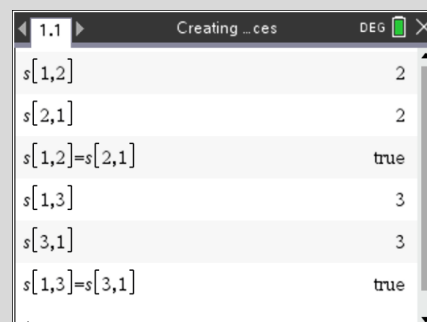 1.1 Creating ...ces DEG
s[1,2] 2
s[2,1] 2
s[1,2]=s[2,1] true
s[1,3] 3
s[3,1] 3
s[1,3]=s[3,1] true